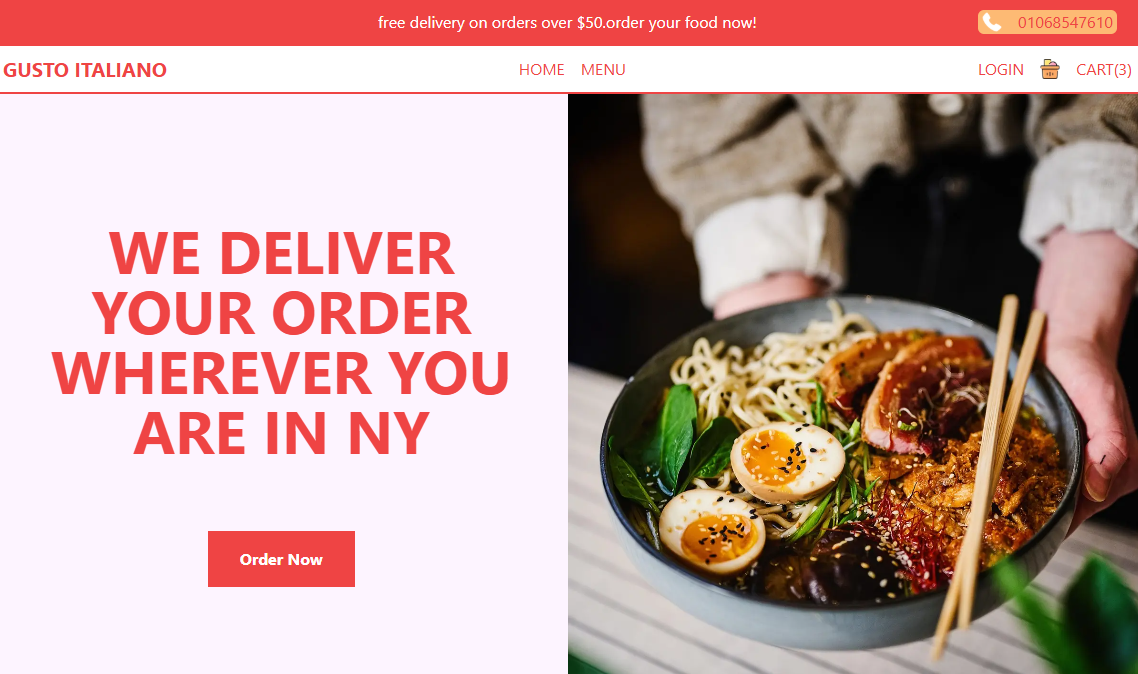 free delivery on orders over $50.order your food now!
01068547610
GUSTO ITALIANO
HOME
MENU
LOGIN
CART(3)
WE DELIVER
YOUR ORDER
WHEREVER YOU
ARE IN NY
Order Now